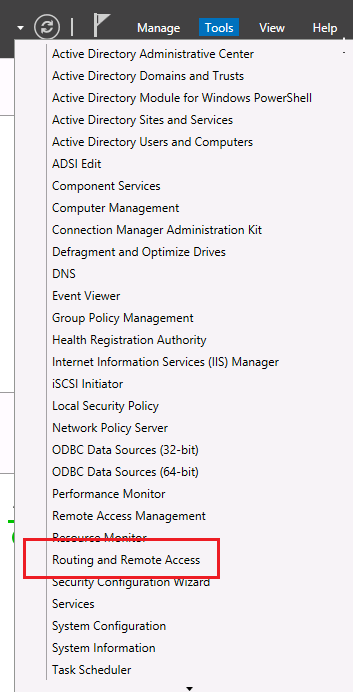 Manage Tools View Help
Active Directory Administrative Center
Active Directory Domains and Trusts
Active Directory Module for Windows PowerShell
Active Directory Sites and Services
Active Directory Users and Computers
ADSI Edit
Component Services
Computer Management
Connection Manager Administration Kit
Defragment and Optimize Drives
DNS
Event Viewer
Group Policy Management
Health Registration Authority
Internet Information Services (IIS) Manager
iSCSI Initiator
Local Security Policy
Network Policy Server
ODBC Data Sources (32-bit)
ODBC Data Sources (64-bit)
Performance Monitor
Remote Access Management
Resource Monitor
Routing and Remote Access
Security Configuration Wizard
Services
System Configuration
System Information
Task Scheduler